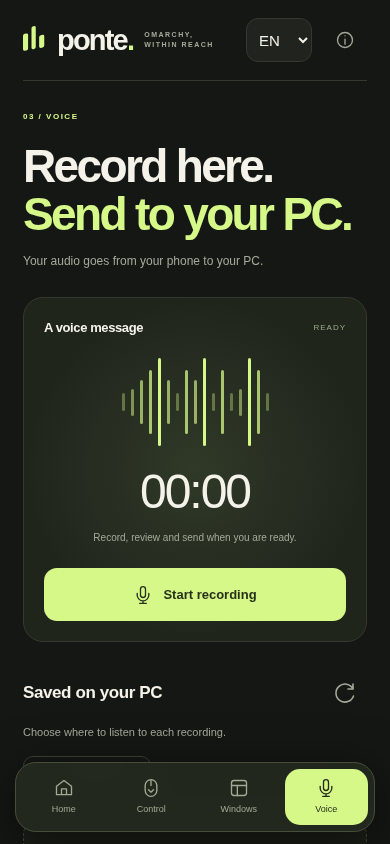 ponte.
OMARCHY,
WITHIN REACH
EN
03 / VOICE
Record here.
Send to your PC.
Your audio goes from your phone to your PC.
A voice message
READY
00:00
Record, review and send when you are ready.
Start recording
Saved on your PC
Choose where to listen to each recording.
Home
Control
Windows
Voice